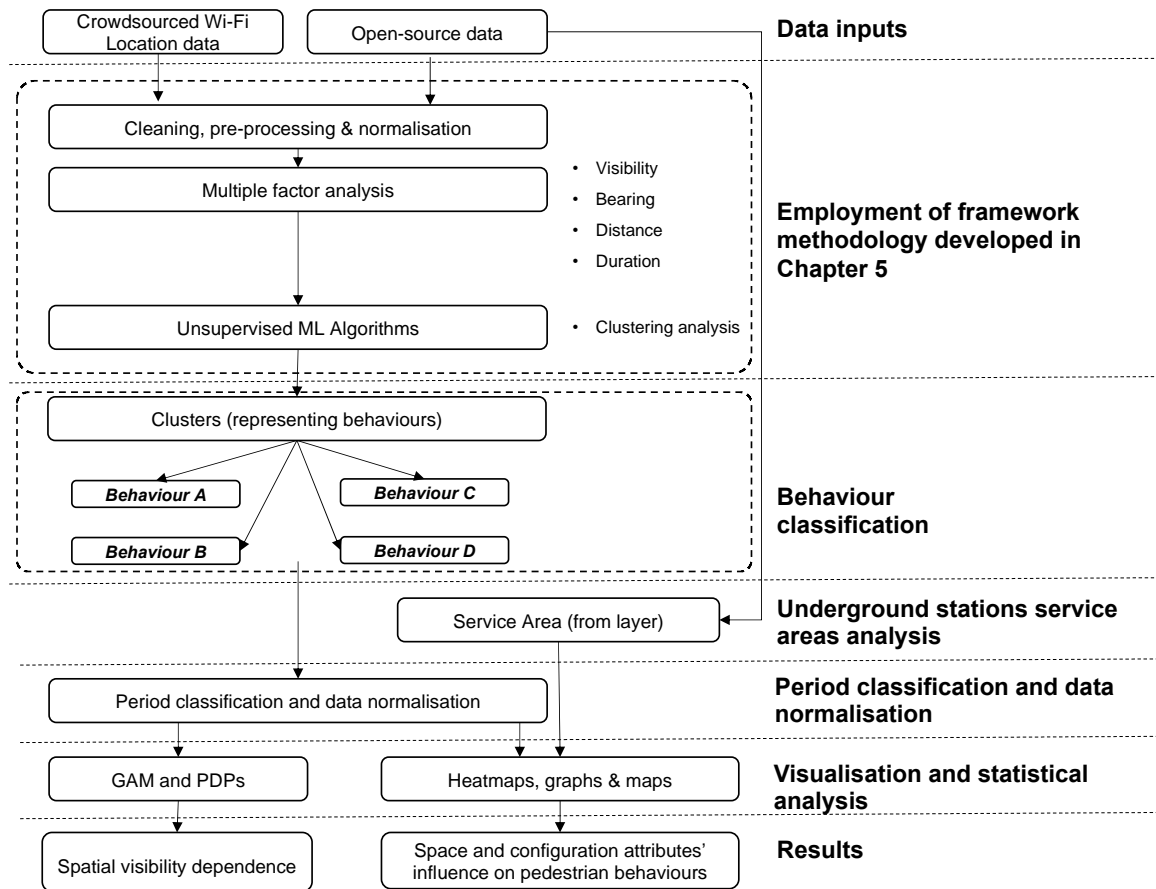 Crowdsourced Wi-Fi
Location data
Open-source data
Data inputs
Cleaning, pre-processing & normalisation
Multiple factor analysis
• Visibility
• Bearing
• Distance
• Duration
Unsupervised ML Algorithms
• Clustering analysis
Employment of framework
methodology developed in
Chapter 5
Clusters (representing behaviours)
Behaviour A
Behaviour C
Behaviour B
Behaviour D
Behaviour
classification
Service Area (from layer)
Underground stations service
areas analysis
Period classification and data normalisation
Period classification and data
normalisation
GAM and PDPs
Heatmaps, graphs & maps
Visualisation and statistical
analysis
Spatial visibility dependence
Space and configuration attributes’
influence on pedestrian behaviours
Results